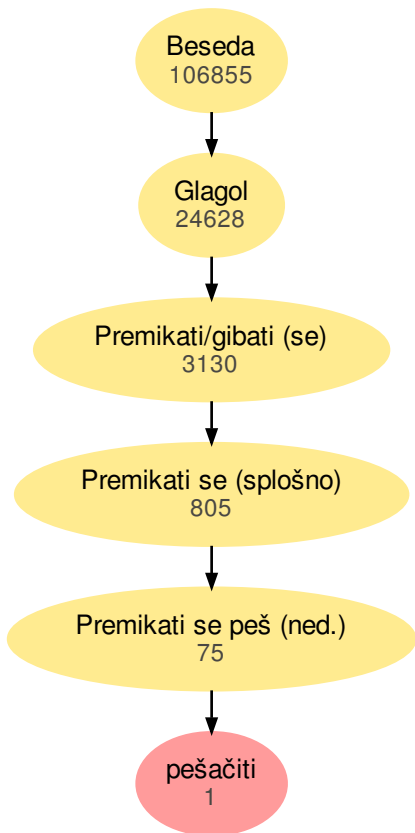 Beseda
106855
Glagol
24628
Premikati/gibati (se)
3130
Premikati se (splošno)
805
Premikati se peš (ned.)
75
pešačiti
1